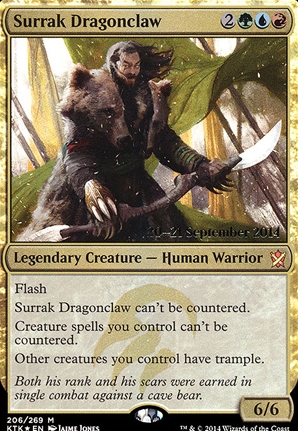 Surrak Dragonclaw 2
20–21 September 2014
Legendary Creature — Human Warrior
Flash
Surrak Dragonclaw can't be countered.
Creature spells you control can't be
countered.
Other creatures you control have trample.
Both his rank and his scars were earned in
single combat against a cave bear.
6/6
206/269 M
KTK ★ EN JAIME JONES
™ & © 2014 Wizards of the Coast